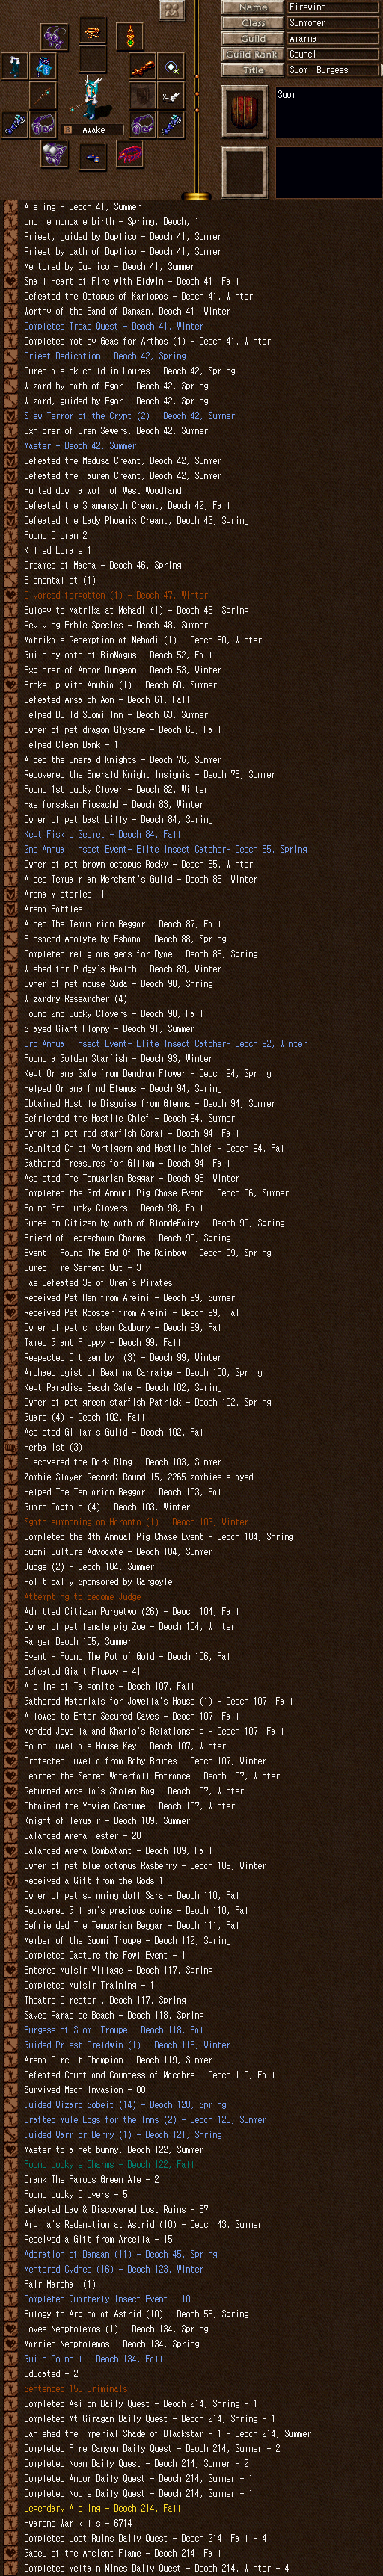 Name Firewind
Class Summoner
Guild Amarna
Guild Rank Council
Title Suomi Burgess
Suomi
Awake
Aisling - Deoch 41, Summer
Undine mundane birth - Spring, Deoch, 1
Priest, guided by Duplico - Deoch 41, Summer
Priest by oath of Duplico - Deoch 41, Summer
Mentored by Duplico - Deoch 41, Summer
Small Heart of Fire with Eldwin - Deoch 41, Fall
Defeated the Octopus of Karlopos - Deoch 41, Winter
Worthy of the Band of Danaan, Deoch 41, Winter
Completed Treas Quest - Deoch 41, Winter
Completed motley Geas for Arthos (1) - Deoch 41, Winter
Priest Dedication - Deoch 42, Spring
Cured a sick child in Loures - Deoch 42, Spring
Wizard by oath of Egor - Deoch 42, Spring
Wizard, guided by Egor - Deoch 42, Spring
Slew Terror of the Crypt (2) - Deoch 42, Summer
Explorer of Oren Sewers, Deoch 42, Summer
Master - Deoch 42, Summer
Defeated the Medusa Creant, Deoch 42, Summer
Defeated the Tauren Creant, Deoch 42, Summer
Hunted down a wolf of West Woodland
Defeated the Shamensyth Creant, Deoch 42, Fall
Defeated the Lady Phoenix Creant, Deoch 43, Spring
Found Dioram 2
Killed Lorais 1
Dreamed of Macha - Deoch 46, Spring
Elementalist (1)
Divorced forgotten (1) - Deoch 47, Winter
Eulogy to Matrika at Mehadi (1) - Deoch 48, Spring
Reviving Erbie Species - Deoch 48, Summer
Matrika's Redemption at Mehadi (1) - Deoch 50, Winter
Guild by oath of BioMagus - Deoch 52, Fall
Explorer of Andor Dungeon - Deoch 53, Winter
Broke up with Anubia (1) - Deoch 60, Summer
Defeated Arsaidh Aon - Deoch 61, Fall
Helped Build Suomi Inn - Deoch 63, Summer
Owner of pet dragon Glysane - Deoch 63, Fall
Helped Clean Bank - 1
Aided the Emerald Knights - Deoch 76, Summer
Recovered the Emerald Knight Insignia - Deoch 76, Summer
Found 1st Lucky Clover - Deoch 82, Winter
Has forsaken Fiosachd - Deoch 83, Winter
Owner of pet bast Lilly - Deoch 84, Spring
Kept Fisk's Secret - Deoch 84, Fall
2nd Annual Insect Event- Elite Insect Catcher- Deoch 85, Spring
Owner of pet brown octopus Rocky - Deoch 85, Winter
Aided Temuairian Merchant's Guild - Deoch 86, Winter
Arena Victories: 1
Arena Battles: 1
Aided The Temuairian Beggar - Deoch 87, Fall
Fiosachd Acolyte by Eshana - Deoch 88, Spring
Completed religious geas for Dyae - Deoch 88, Spring
Wished for Pudgy's Health - Deoch 89, Winter
Owner of pet mouse Suda - Deoch 90, Spring
Wizardry Researcher (4)
Found 2nd Lucky Clovers - Deoch 90, Fall
Slayed Giant Floppy - Deoch 91, Summer
3rd Annual Insect Event- Elite Insect Catcher- Deoch 92, Winter
Found a Golden Starfish - Deoch 93, Winter
Kept Oriana Safe from Dendron Flower - Deoch 94, Spring
Helped Oriana find Elemus - Deoch 94, Spring
Obtained Hostile Disguise from Glenna - Deoch 94, Summer
Befriended the Hostile Chief - Deoch 94, Summer
Owner of pet red starfish Coral - Deoch 94, Fall
Reunited Chief Vortigern and Hostile Chief - Deoch 94, Fall
Gathered Treasures for Gillam - Deoch 94, Fall
Assisted The Temuarian Beggar - Deoch 95, Winter
Completed the 3rd Annual Pig Chase Event - Deoch 96, Summer
Found 3rd Lucky Clovers - Deoch 98, Fall
Rucesion Citizen by oath of BlondeFairy - Deoch 99, Spring
Friend of Leprechaun Charms - Deoch 99, Spring
Event - Found The End Of The Rainbow - Deoch 99, Spring
Lured Fire Serpent Out - 3
Has Defeated 39 of Oren's Pirates
Received Pet Hen from Areini - Deoch 99, Summer
Received Pet Rooster from Areini - Deoch 99, Fall
Owner of pet chicken Cadbury - Deoch 99, Fall
Tamed Giant Floppy - Deoch 99, Fall
Respected Citizen by  (3) - Deoch 99, Winter
Archaeologist of Beal na Carraige - Deoch 100, Spring
Kept Paradise Beach Safe - Deoch 102, Spring
Owner of pet green starfish Patrick - Deoch 102, Spring
Guard (4) - Deoch 102, Fall
Assisted Gillam's Guild - Deoch 102, Fall
Herbalist (3)
Discovered the Dark Ring - Deoch 103, Summer
Zombie Slayer Record: Round 15, 2265 zombies slayed
Helped The Temuarian Beggar - Deoch 103, Fall
Guard Captain (4) - Deoch 103, Winter
Sgath summoning on Haronto (1) - Deoch 103, Winter
Completed the 4th Annual Pig Chase Event - Deoch 104, Spring
Suomi Culture Advocate - Deoch 104, Summer
Judge (2) - Deoch 104, Summer
Politically Sponsored by Gargoyle
Attempting to become Judge
Admitted Citizen Purgetwo (26) - Deoch 104, Fall
Owner of pet female pig Zoe - Deoch 104, Winter
Ranger Deoch 105, Summer
Event - Found The Pot of Gold - Deoch 106, Fall
Defeated Giant Floppy - 41
Aisling of Talgonite - Deoch 107, Fall
Gathered Materials for Jowella's House (1) - Deoch 107, Fall
Allowed to Enter Secured Caves - Deoch 107, Fall
Mended Jowella and Kharlo's Relationship - Deoch 107, Fall
Found Luwella's House Key - Deoch 107, Winter
Protected Luwella from Baby Brutes - Deoch 107, Winter
Learned the Secret Waterfall Entrance - Deoch 107, Winter
Returned Arcella's Stolen Bag - Deoch 107, Winter
Obtained the Yowien Costume - Deoch 107, Winter
Knight of Temuair - Deoch 109, Summer
Balanced Arena Tester - 20
Balanced Arena Combatant - Deoch 109, Fall
Owner of pet blue octopus Rasberry - Deoch 109, Winter
Received a Gift from the Gods 1
Owner of pet spinning doll Sara - Deoch 110, Fall
Recovered Gillam's precious coins - Deoch 110, Fall
Befriended The Temuarian Beggar - Deoch 111, Fall
Member of the Suomi Troupe - Deoch 112, Spring
Completed Capture the Fowl Event - 1
Entered Muisir Village - Deoch 117, Spring
Completed Muisir Training - 1
Theatre Director , Deoch 117, Spring
Saved Paradise Beach - Deoch 118, Spring
Burgess of Suomi Troupe - Deoch 118, Fall
Guided Priest Oreldwin (1) - Deoch 118, Winter
Arena Circuit Champion - Deoch 119, Summer
Defeated Count and Countess of Macabre - Deoch 119, Fall
Survived Mech Invasion - 88
Guided Wizard Sobeit (14) - Deoch 120, Spring
Crafted Yule Logs for the Inns (2) - Deoch 120, Summer
Guided Warrior Derry (1) - Deoch 121, Spring
Master to a pet bunny, Deoch 122, Summer
Found Locky's Charms - Deoch 122, Fall
Drank The Famous Green Ale - 2
Found Lucky Clovers - 5
Defeated Law & Discovered Lost Ruins - 87
Arpina's Redemption at Astrid (10) - Deoch 43, Summer
Received a Gift from Arcella - 15
Adoration of Danaan (11) - Deoch 45, Spring
Mentored Cydnee (16) - Deoch 123, Winter
Fair Marshal (1)
Completed Quarterly Insect Event - 10
Eulogy to Arpina at Astrid (10) - Deoch 56, Spring
Loves Neoptolemos (1) - Deoch 134, Spring
Married Neoptolemos - Deoch 134, Spring
Guild Council - Deoch 134, Fall
Educated - 2
Sentenced 158 Criminals
Completed Asilon Daily Quest - Deoch 214, Spring - 1
Completed Mt Giragan Daily Quest - Deoch 214, Spring - 1
Banished the Imperial Shade of Blackstar - 1 - Deoch 214, Summer
Completed Fire Canyon Daily Quest - Deoch 214, Summer - 2
Completed Noam Daily Quest - Deoch 214, Summer - 2
Completed Andor Daily Quest - Deoch 214, Summer - 1
Completed Nobis Daily Quest - Deoch 214, Summer - 1
Legendary Aisling - Deoch 214, Fall
Hwarone War kills - 6714
Completed Lost Ruins Daily Quest - Deoch 214, Fall - 4
Gadeu of the Ancient Flame - Deoch 214, Fall
Completed Veltain Mines Daily Quest - Deoch 214, Winter - 4